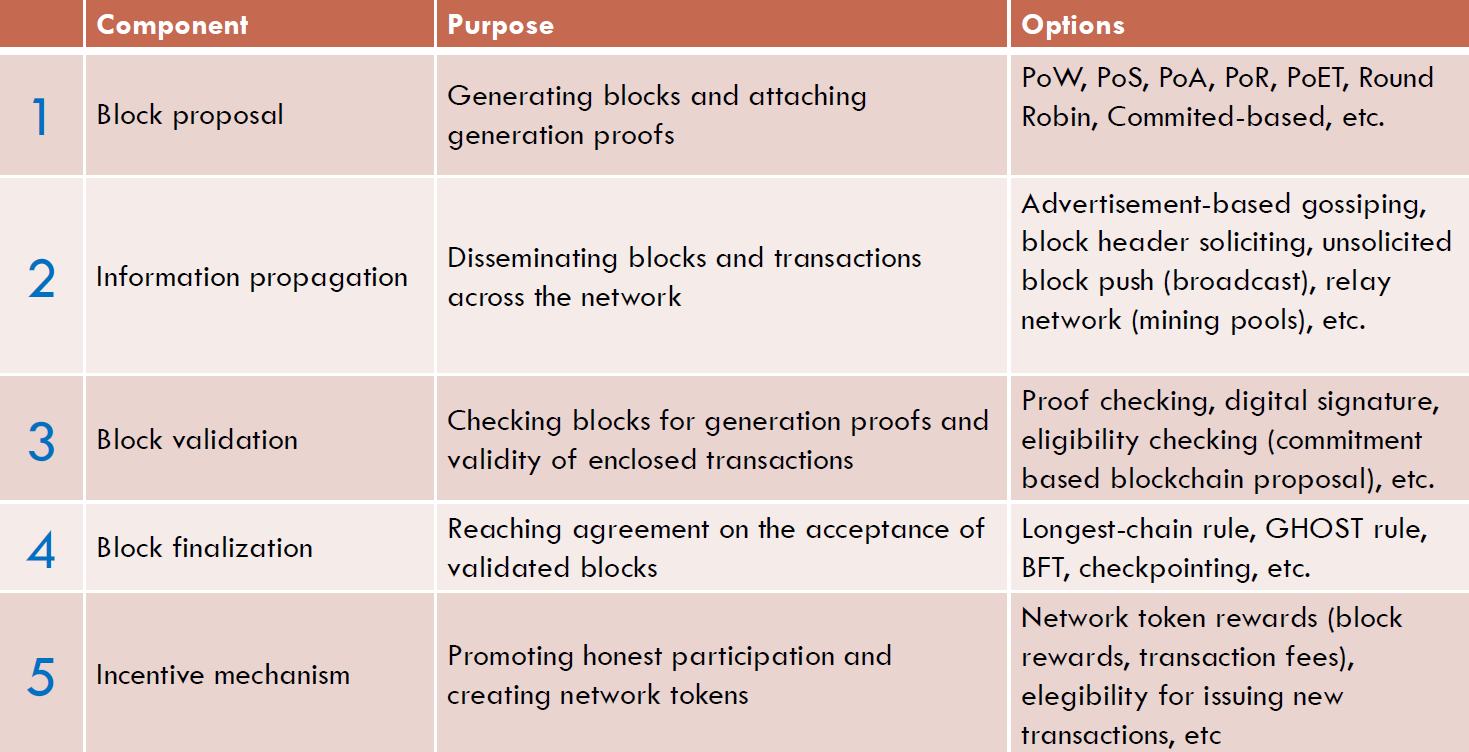 Component Purpose Options
1 Block proposal
Generating blocks and attaching
generation proofs
PoW, PoS, PoA, PoR, PoET, Round
Robin, Commited-based, etc.
2 Information propagation
Disseminating blocks and transactions
across the network
Advertisement-based gossiping,
block header soliciting, unsolicited
block push (broadcast), relay
network (mining pools), etc.
3 Block validation
Checking blocks for generation proofs and
validity of enclosed transactions
Proof checking, digital signature,
eligibility checking (commitment
based blockchain proposal), etc.
4 Block finalization
Reaching agreement on the acceptance of
validated blocks
Longest-chain rule, GHOST rule,
BFT, checkpointing, etc.
5 Incentive mechanism
Promoting honest participation and
creating network tokens
Network token rewards (block
rewards, transaction fees),
elegibility for issuing new
transactions, etc